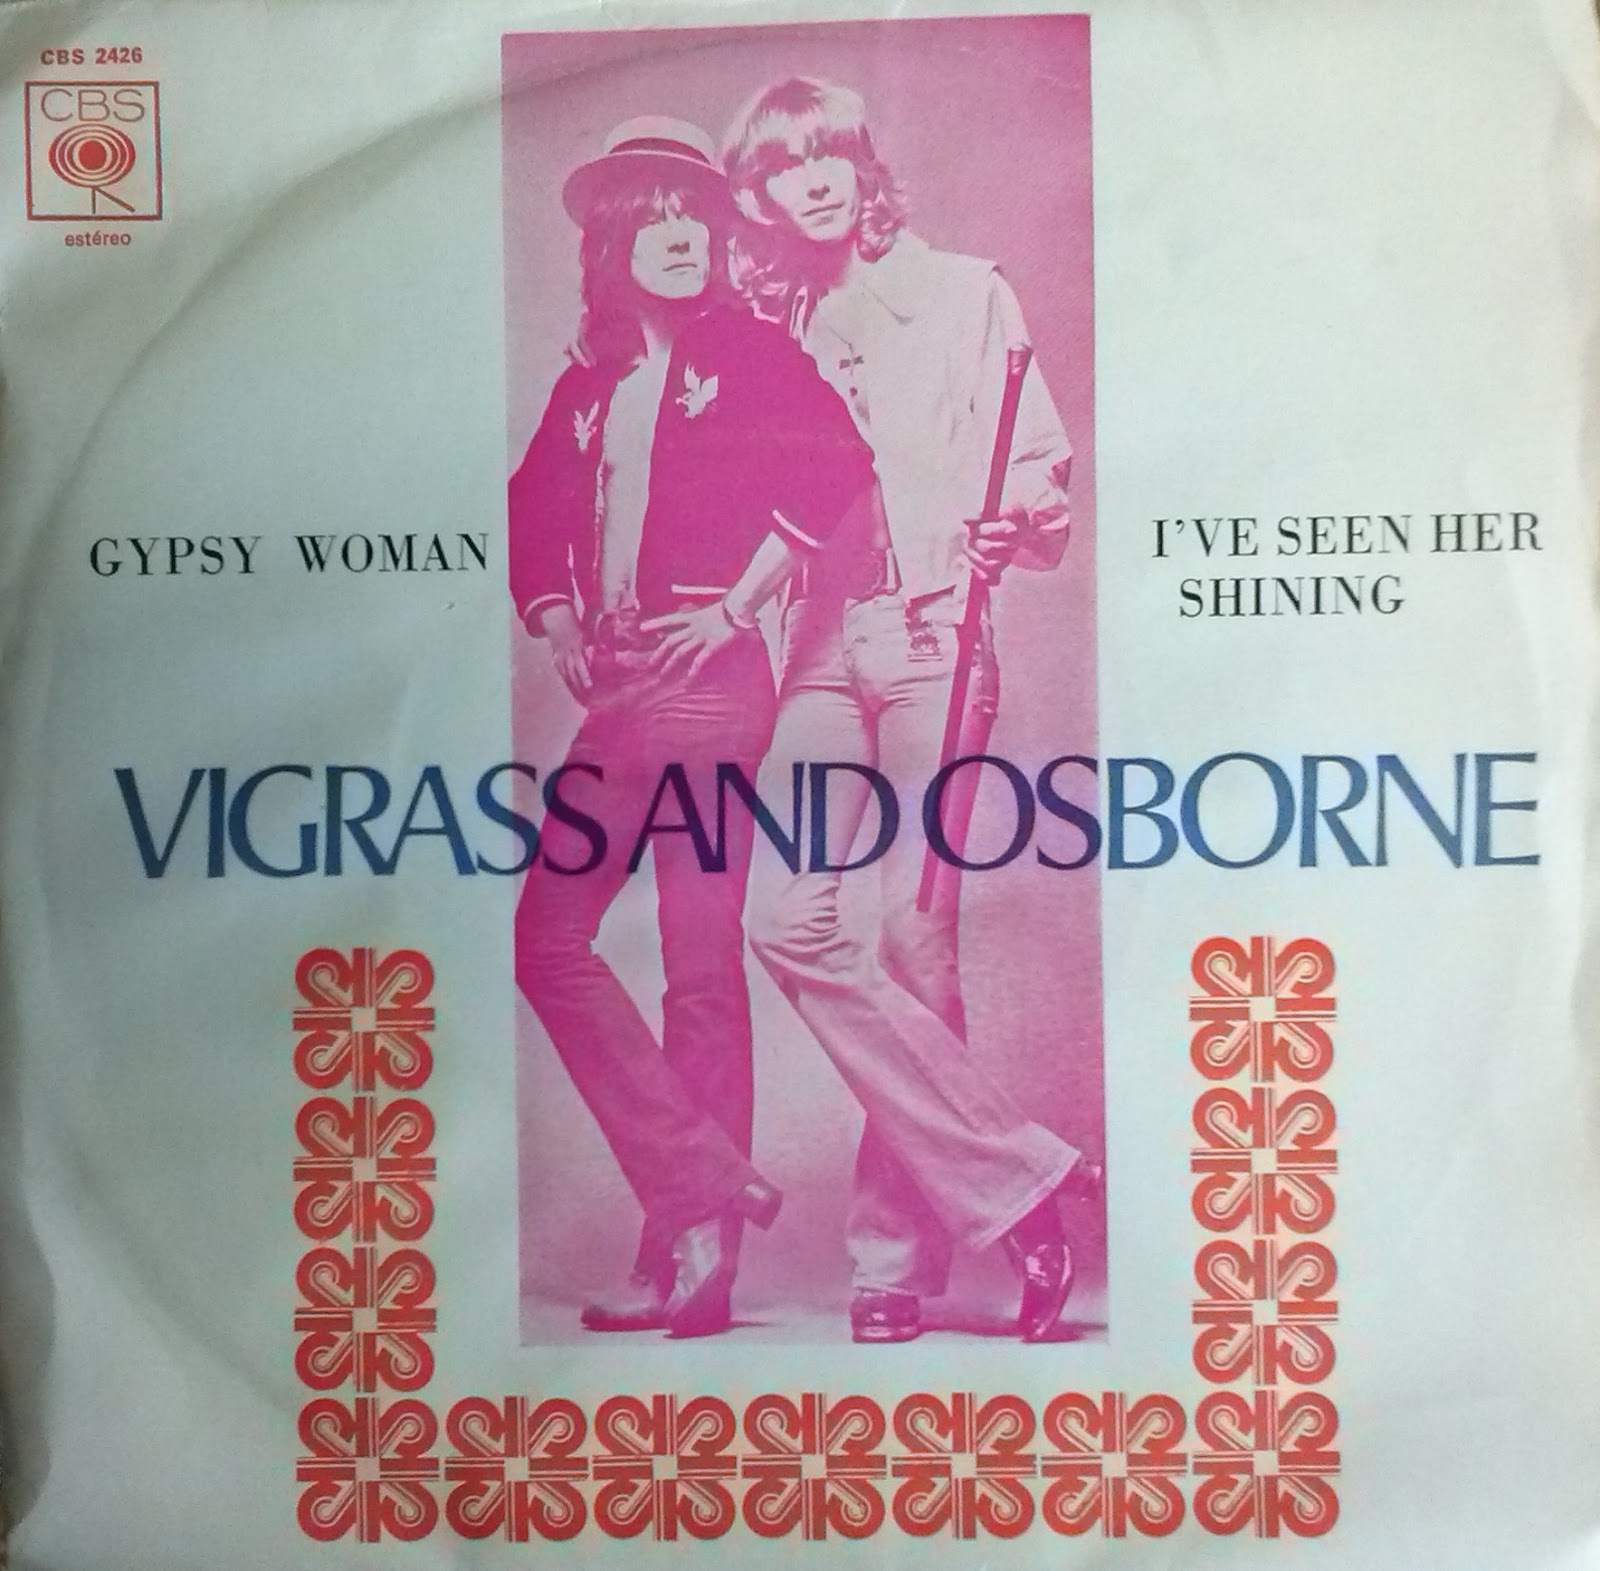 CBS 2426
CBS
estéreo
GYPSY WOMAN
I'VE SEEN HER
SHINING
VIGRASS AND OSBORNE